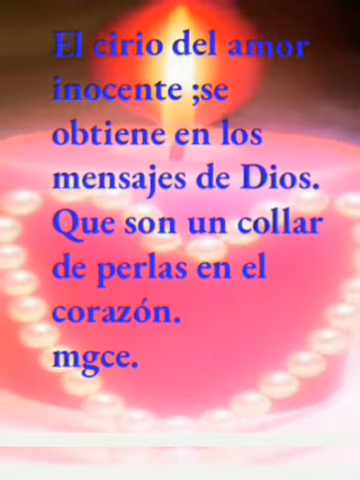 El cirio del amor
inocente ;se
obtiene en los
mensajes de Dios.
Que son un collar
de perlas en el
corazón.
mgce.